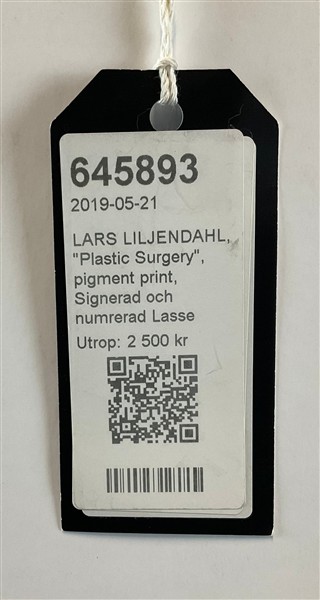 645893
2019-05-21
LARS LILJENDAHL,
"Plastic Surgery",
pigment print,
Signerad och
numrerad Lasse
Utrop: 2 500 kr